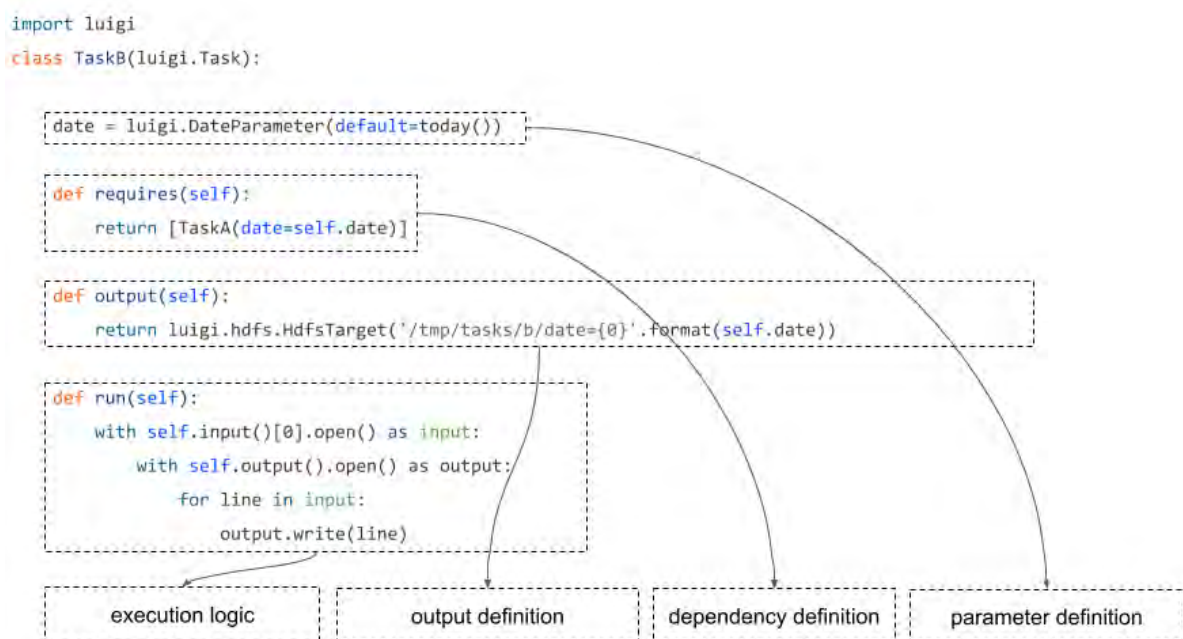 import luigi
class TaskB(luigi.Task):
date = luigi.DateParameter(default=today())
def requires(self):
return [TaskA(date=self.date)]
def output(self):
return luigi.hdfs.HdfsTarget('/tmp/tasks/b/date={0}'.format(self.date))
def run(self):
with self.input()[0].open() as input:
with self.output().open() as output:
for line in input:
output.write(line)
execution logic
output definition
dependency definition
parameter definition